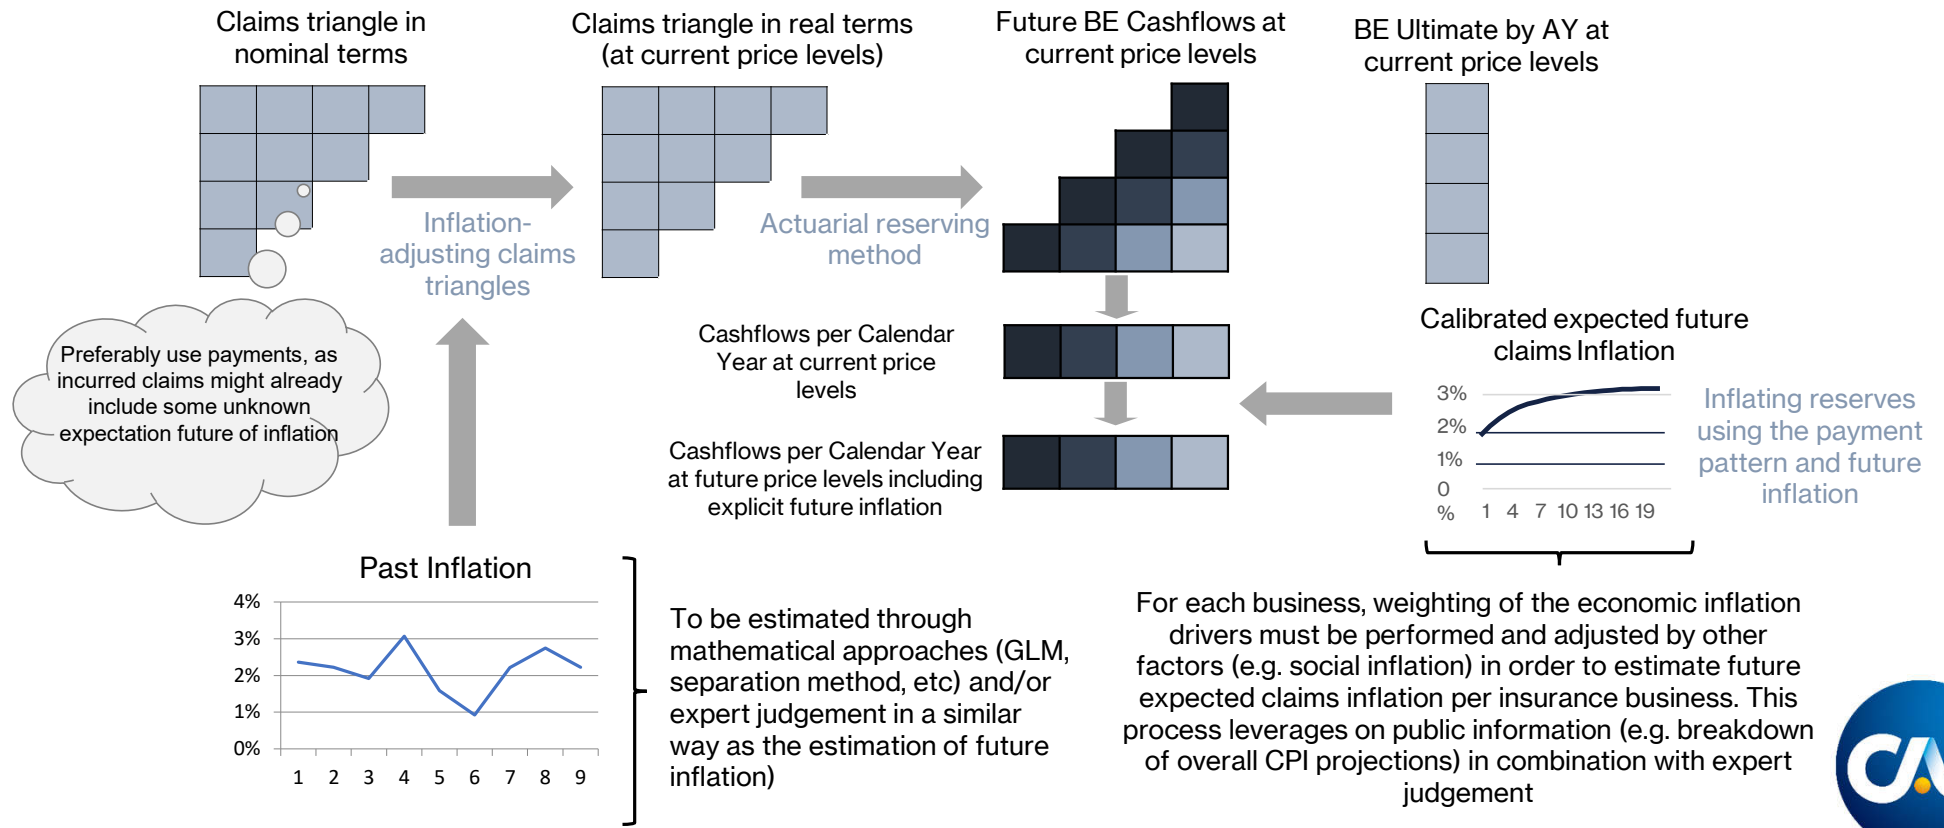 Claims triangle in
nominal terms
Claims triangle in real terms
(at current price levels)
Future BE Cashflows at
current price levels
BE Ultimate by AY at
current price levels
Inflation-
adjusting claims
triangles
Actuarial reserving
method
Preferably use payments, as
incurred claims might already
include some unknown
expectation future of inflation
Cashflows per Calendar
Year at current price
levels
Cashflows per Calendar Year
at future price levels including
explicit future inflation
Calibrated expected future
claims Inflation
3%
2%
1%
0
%
1 4 7 10 13 16 19
Inflating reserves
using the payment
pattern and future
inflation
Past Inflation
4%
3%
2%
1%
0%
1 2 3 4 5 6 7 8 9
To be estimated through
mathematical approaches (GLM,
separation method, etc) and/or
expert judgement in a similar
way as the estimation of future
inflation)
For each business, weighting of the economic inflation
drivers must be performed and adjusted by other
factors (e.g. social inflation) in order to estimate future
expected claims inflation per insurance business. This
process leverages on public information (e.g. breakdown
of overall CPI projections) in combination with expert
judgement